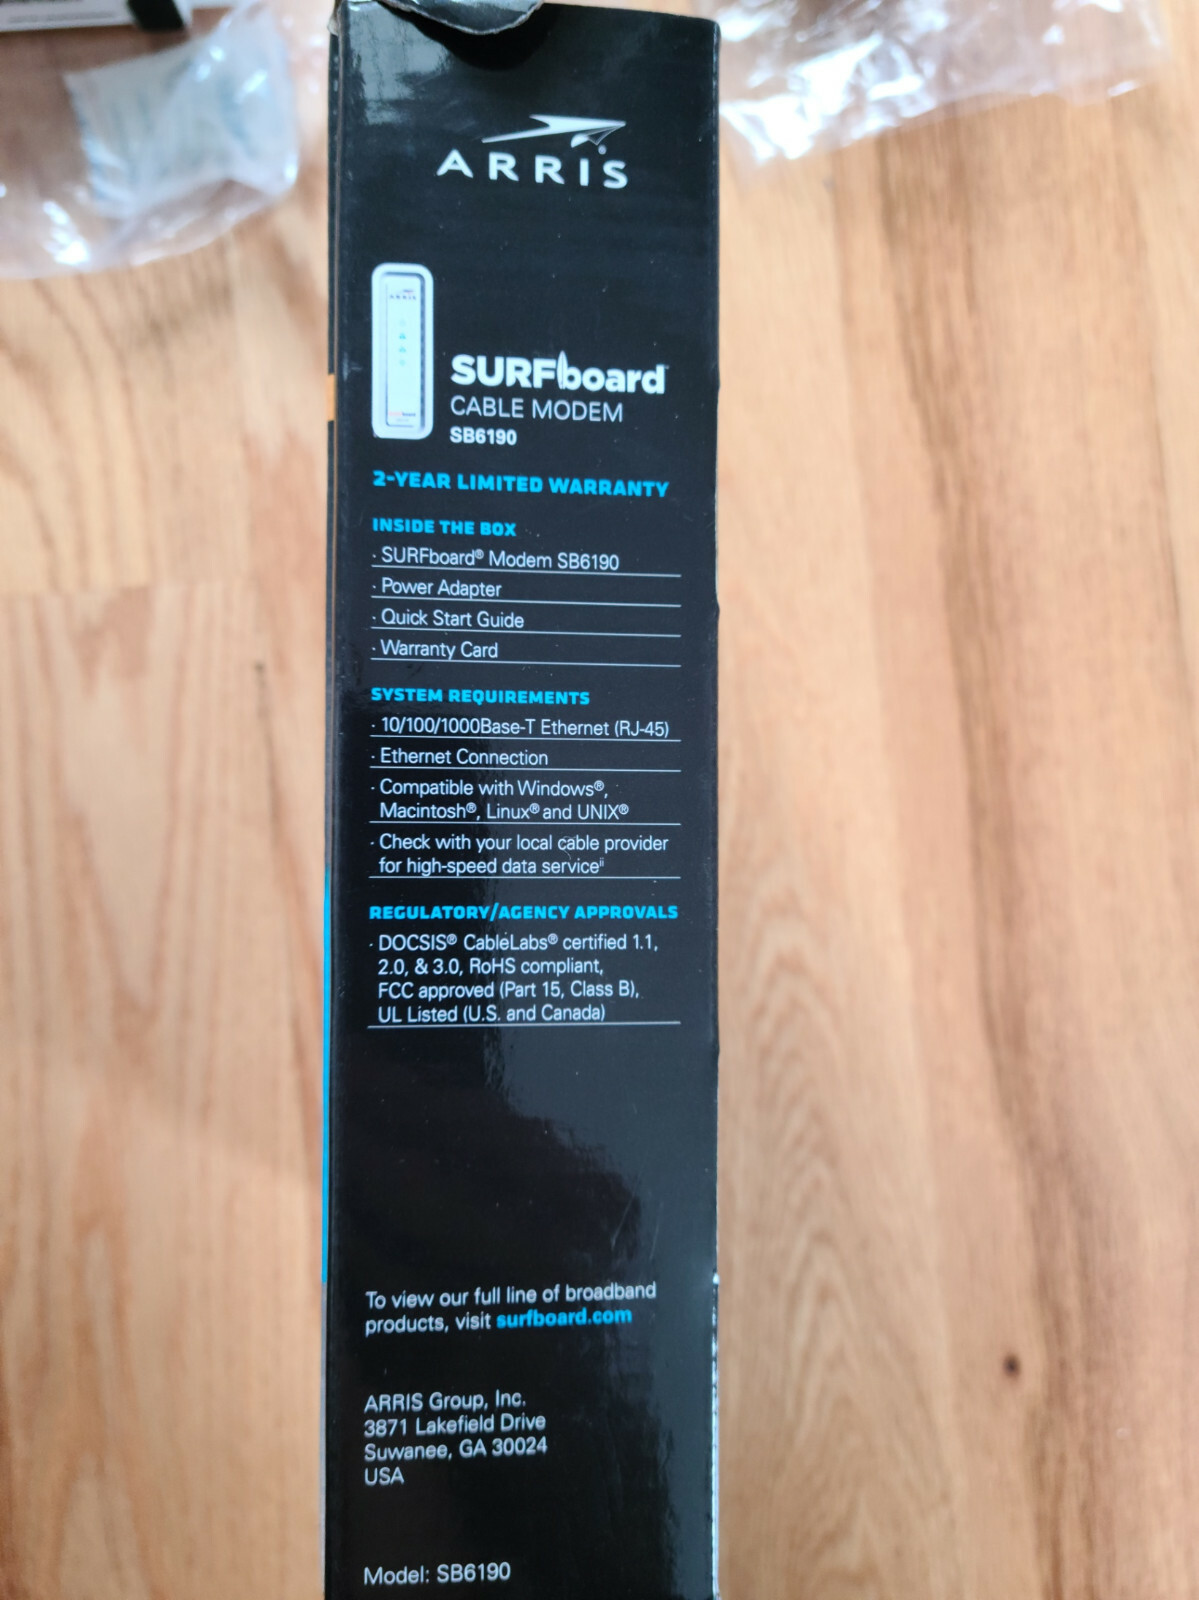 ARRIS
ARRIS
SURFboard
CABLE MODEM
SB6190
2-YEAR LIMITED WARRANTY
INSIDE THE BOX
· SURFboard® Modem SB6190
· Power Adapter
· Quick Start Guide
· Warranty Card
SYSTEM REQUIREMENTS
· 10/100/1000Base-T Ethernet (RJ-45)
· Ethernet Connection
· Compatible with Windows®,
Macintosh®, Linux® and UNIX®
· Check with your local cable provider
for high-speed data serviceⁱⁱ
REGULATORY/AGENCY APPROVALS
· DOCSIS® CableLabs® certified 1.1,
2.0, & 3.0, RoHS compliant,
FCC approved (Part 15, Class B),
UL Listed (U.S. and Canada)
To view our full line of broadband
products, visit surfboard.com
ARRIS Group, Inc.
3871 Lakefield Drive
Suwanee, GA 30024
USA
Model: SB6190